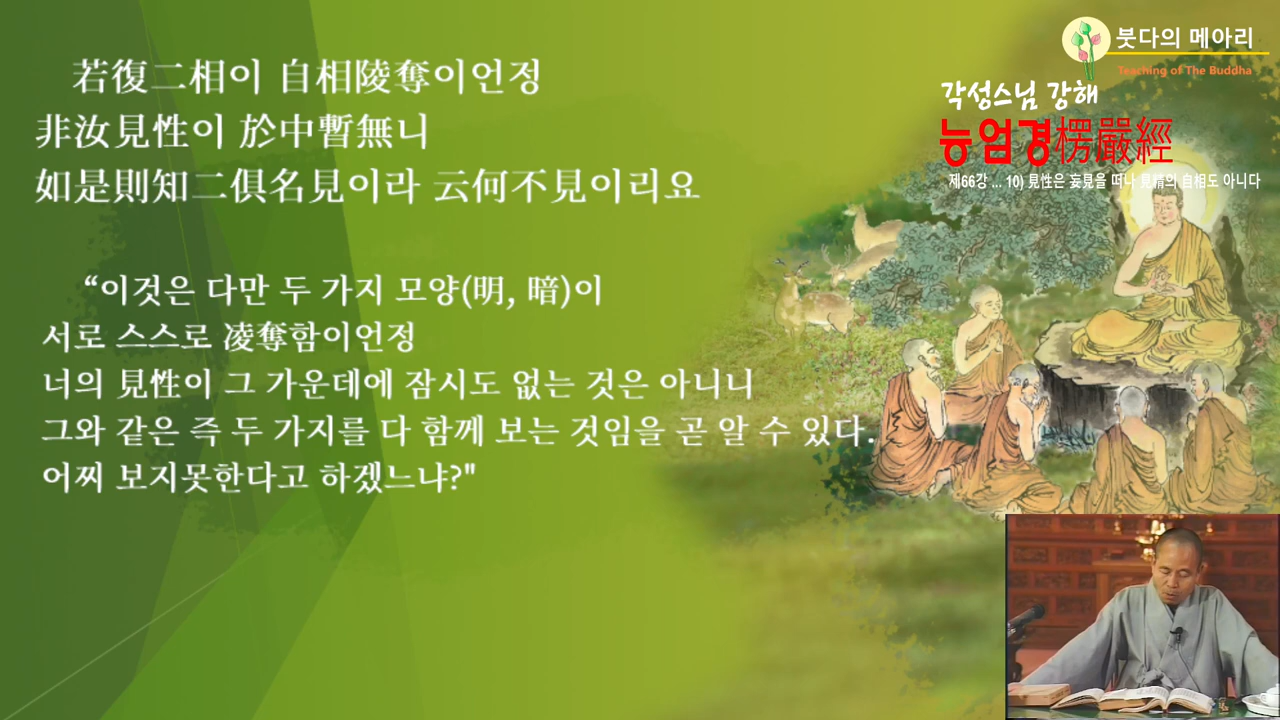 若復二相이 自相陵奪이언정
非汝見性이 於中暫無니
如是則知二俱名見이라 云何不見이리요
“이것은 다만 두 가지 모양(明, 暗)이
서로 스스로 凌奪함이언정
너의 見性이 그 가운데에 잠시도 없는 것은 아니니
그와 같은 즉 두 가지를 다 함께 보는 것임을 곧 알 수 있다.
어찌 보지못한다고 하겠느냐?"
붓다의 메아리
Teaching of The Buddha
각성스님 강해
능엄경楞嚴經
제66강 ... 10) 見性은 妄見을 떠나 見精의 自相도 아니다